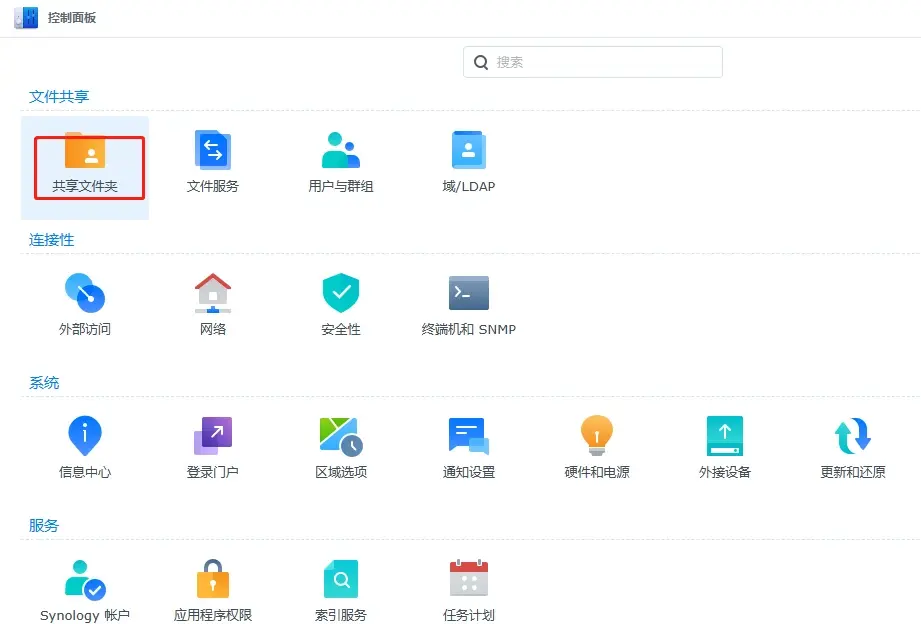 控制面板
搜索
文件共享
共享文件夹
文件服务
用户与群组
域/LDAP
连接性
外部访问
网络
安全性
终端机和 SNMP
系统
信息中心
登录门户
区域选项
通知设置
硬件和电源
外接设备
更新和还原
服务
Synology 帐户
应用程序权限
索引服务
任务计划